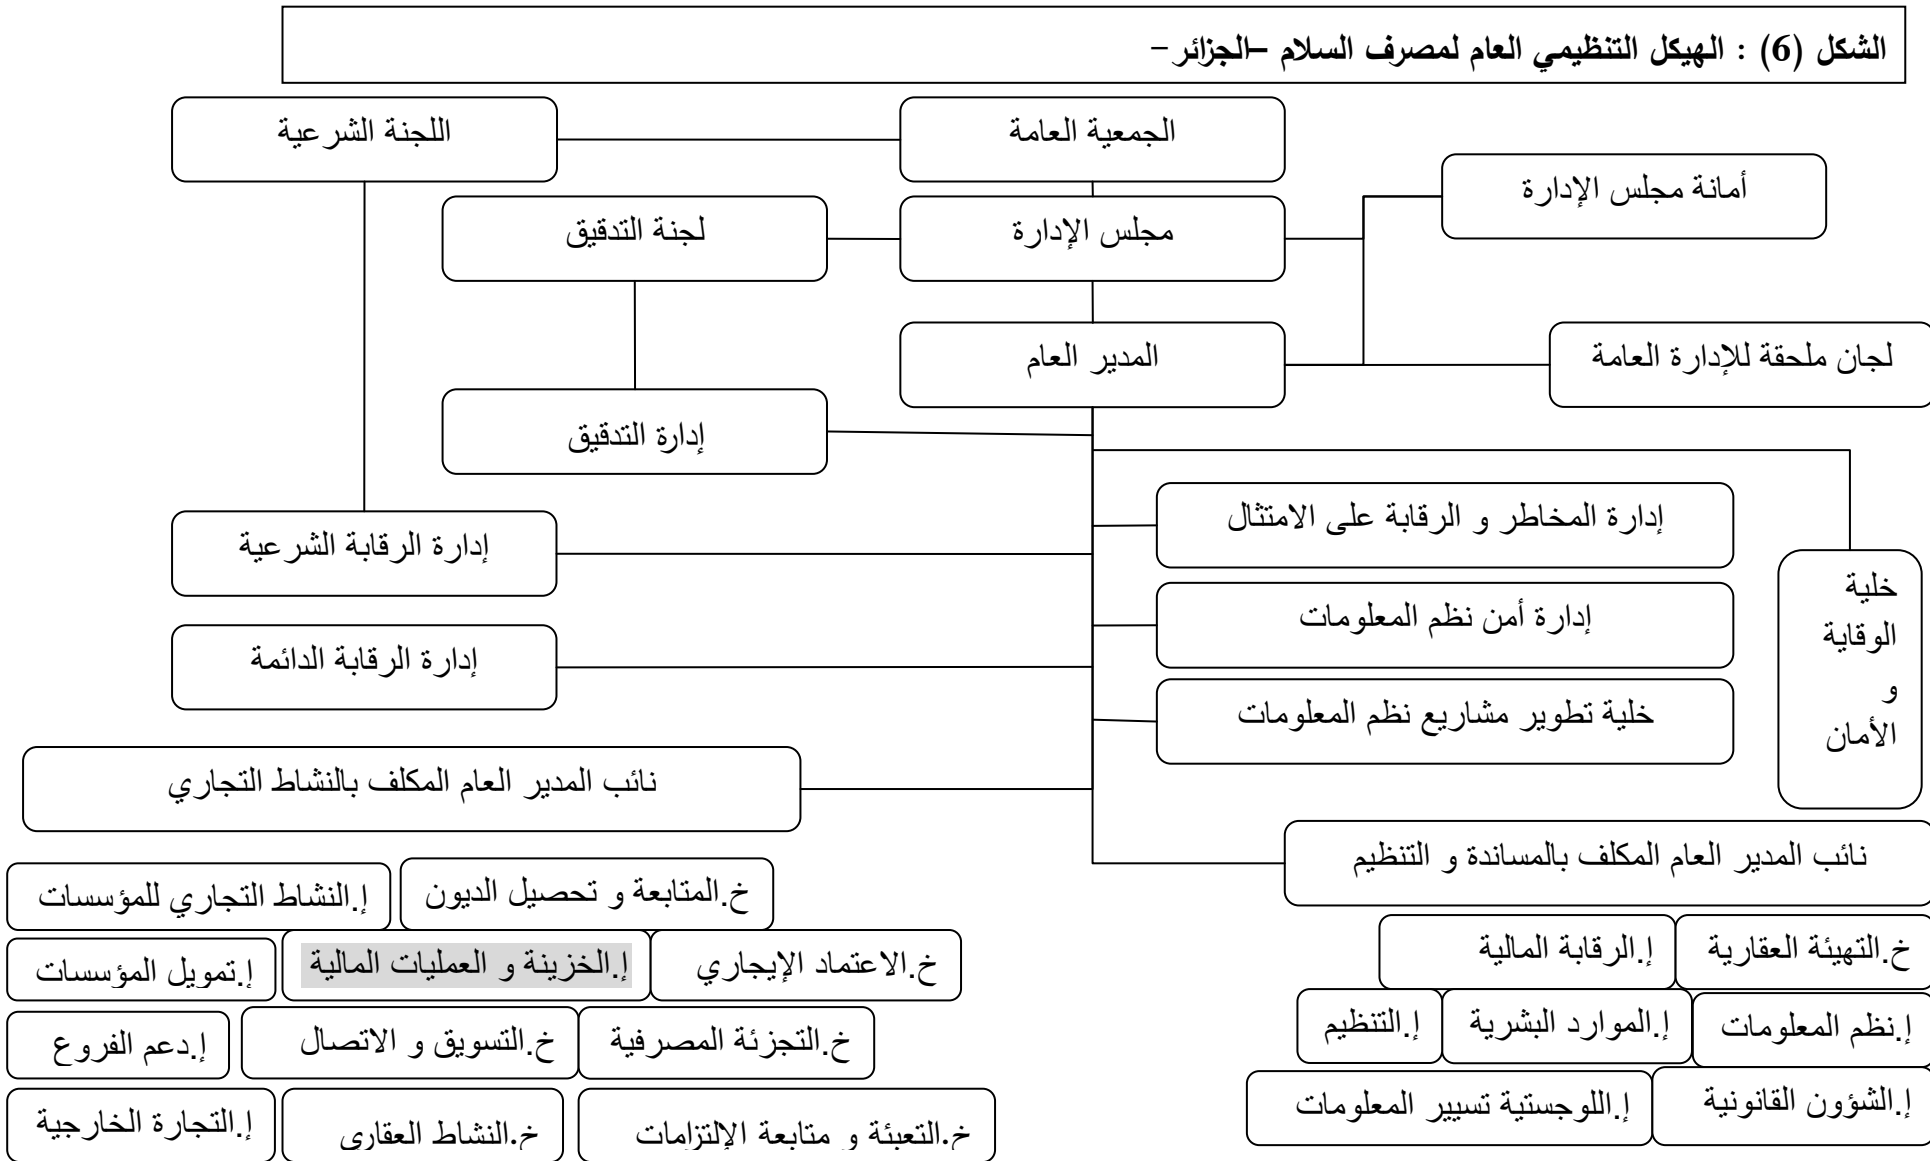 الشكل (6) : الهيكل التنظيمي العام لمصرف السلام –الجزائر-
الجمعية العامة
اللجنة الشرعية
أمانة مجلس الإدارة
مجلس الإدارة
لجنة التدقيق
المدير العام
لجان ملحقة للإدارة العامة
إدارة التدقيق
إدارة المخاطر و الرقابة على الامتثال
إدارة الرقابة الشرعية
خلية
الوقاية
و
الأمان
إدارة أمن نظم المعلومات
إدارة الرقابة الدائمة
خلية تطوير مشاريع نظم المعلومات
نائب المدير العام المكلف بالنشاط التجاري
نائب المدير العام المكلف بالمساندة و التنظيم
خ.المتابعة و تحصيل الديون
إ.النشاط التجاري للمؤسسات
خ.التهيئة العقارية
إ.الرقابة المالية
خ.الاعتماد الإيجاري
إ.الخزينة و العمليات المالية
إ.تمويل المؤسسات
إ.نظم المعلومات
إ.الموارد البشرية
إ.التنظيم
خ.التجزئة المصرفية
خ.التسويق و الاتصال
إ.دعم الفروع
إ.الشؤون القانونية
إ.اللوجستية تسيير المعلومات
خ.التعبئة و متابعة الإلتزامات
خ.النشاط العقاري
إ.التجارة الخارجية